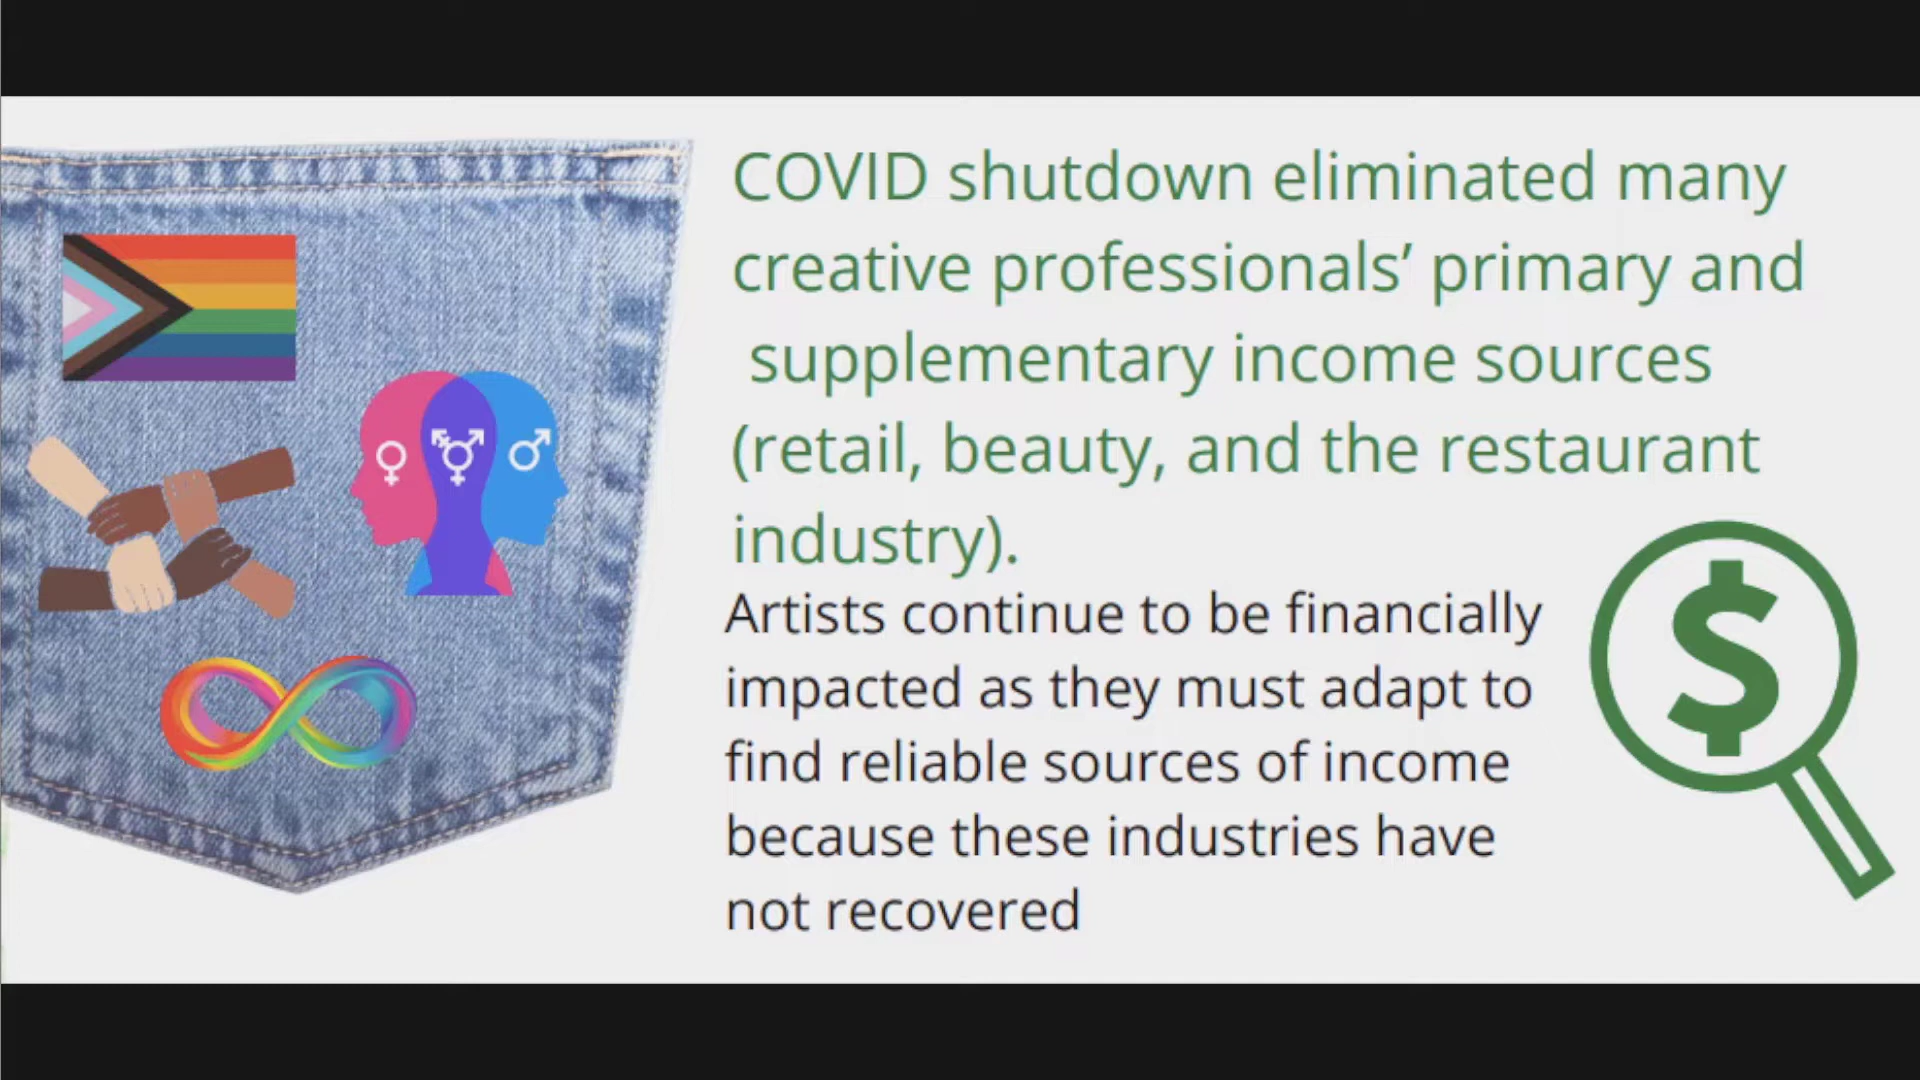 COVID shutdown eliminated many
creative professionals’ primary and
supplementary income sources
(retail, beauty, and the restaurant
industry).
Artists continue to be financially
impacted as they must adapt to
find reliable sources of income
because these industries have
not recovered
$